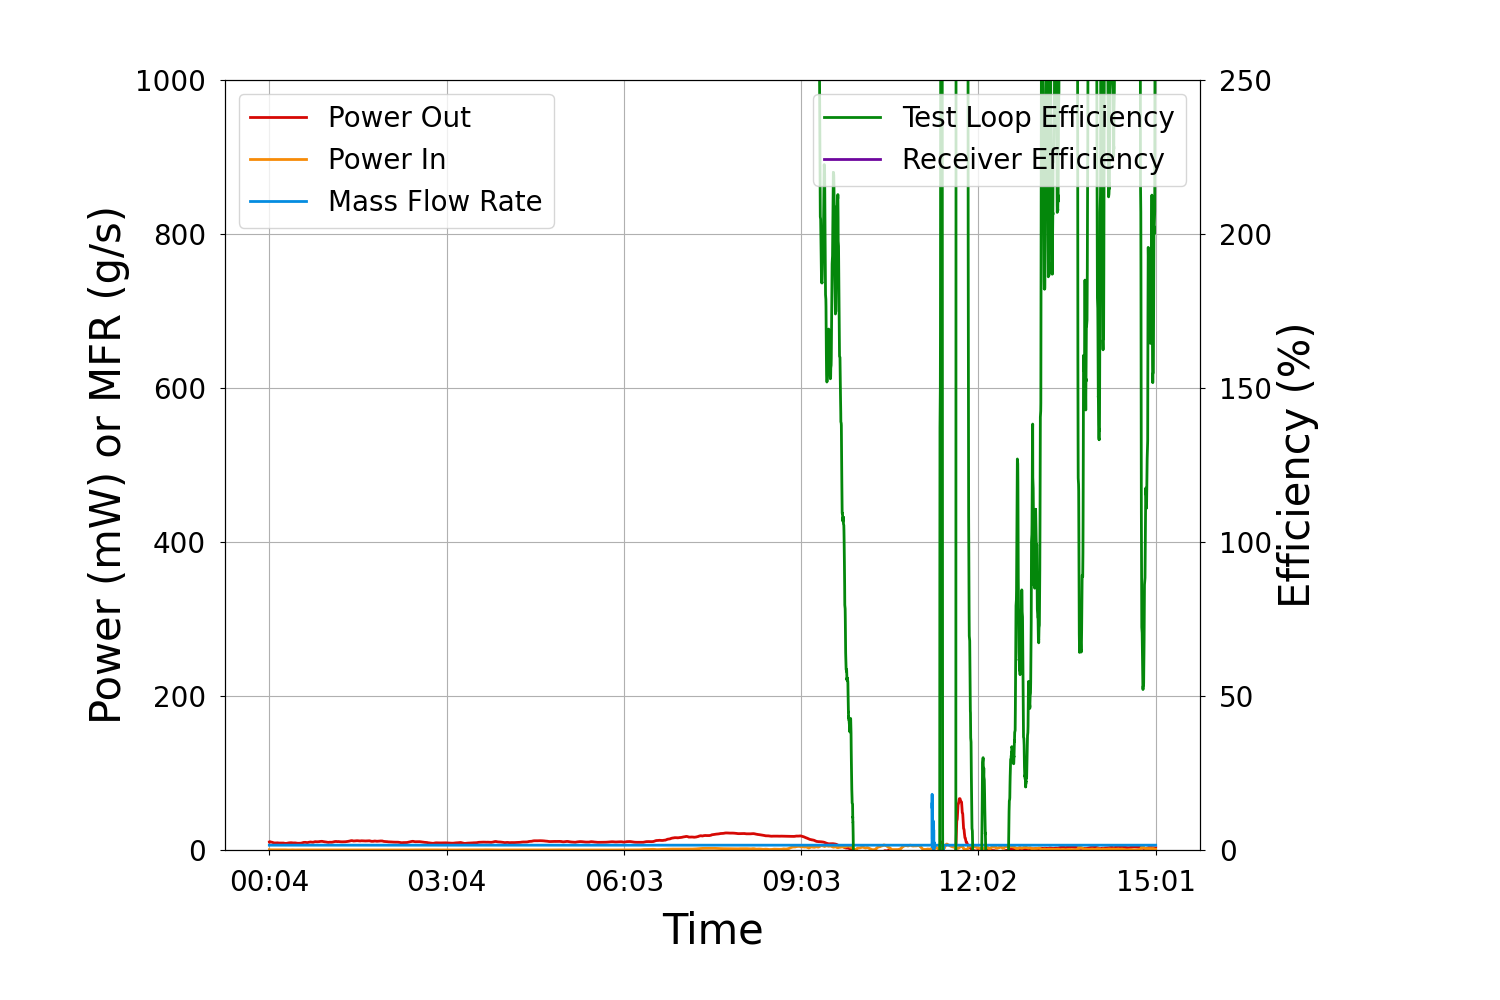 1000
800
600
400
200
0
Power (mW) or MFR (g/s)
Power Out
Power In
Mass Flow Rate
Test Loop Efficiency
Receiver Efficiency
250
200
150
100
50
0
Efficiency (%)
00:04 03:04 06:03 09:03 12:02 15:01
Time